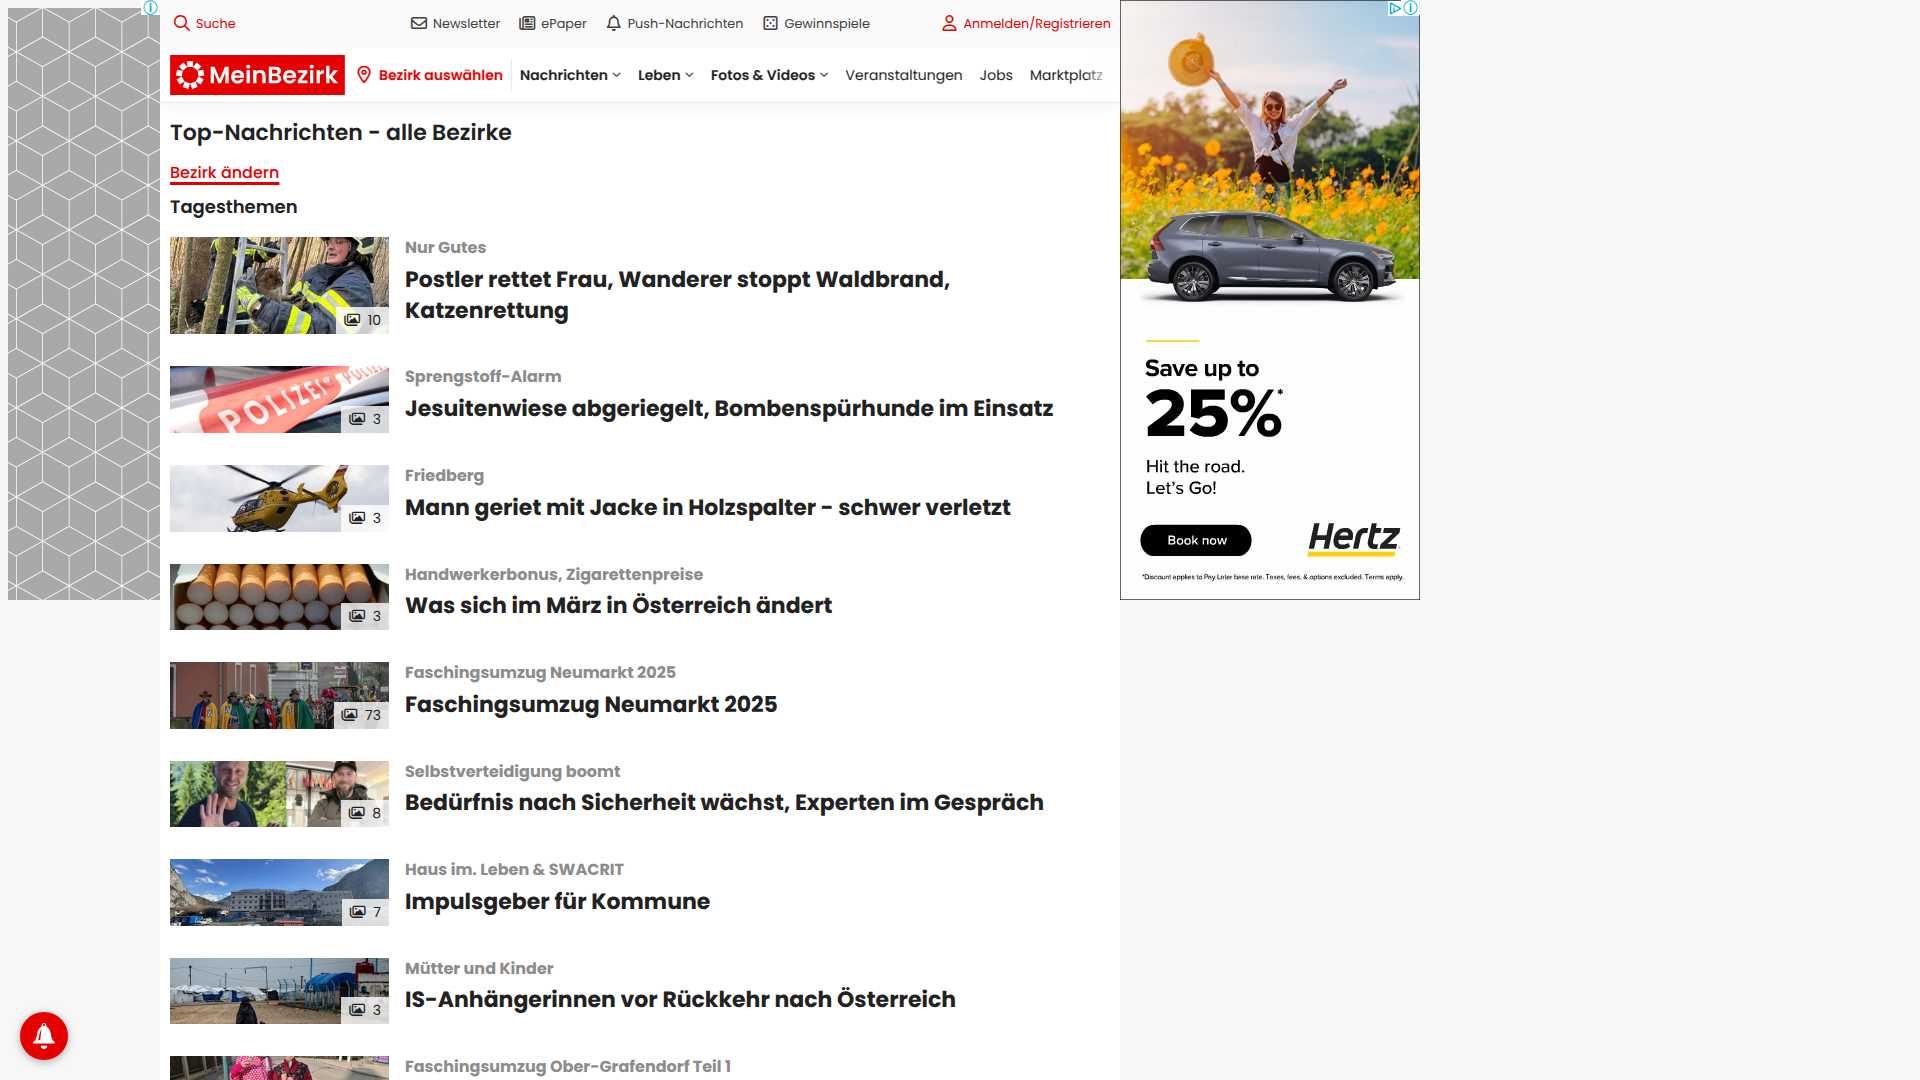 Suche
Newsletter
ePaper
Push-Nachrichten
Gewinnspiele
Anmelden/Registrieren
MeinBezirk
Bezirk auswählen
Nachrichten
Leben
Fotos & Videos
Veranstaltungen
Jobs
Marktplatz
Top-Nachrichten - alle Bezirke
Bezirk ändern
Tagesthemen
10
Nur Gutes
Postler rettet Frau, Wanderer stoppt Waldbrand,
Katzenrettung
POLIZEI
POLIZEI
3
Sprengstoff-Alarm
Jesuitenwiese abgeriegelt, Bombenspürhunde im Einsatz
3
Friedberg
Mann geriet mit Jacke in Holzspalter - schwer verletzt
3
Handwerkerbonus, Zigarettenpreise
Was sich im März in Österreich ändert
73
Faschingsumzug Neumarkt 2025
Faschingsumzug Neumarkt 2025
8
Selbstverteidigung boomt
Bedürfnis nach Sicherheit wächst, Experten im Gespräch
7
Haus im. Leben & SWACRIT
Impulsgeber für Kommune
3
Mütter und Kinder
IS-Anhängerinnen vor Rückkehr nach Österreich
Faschingsumzug Ober-Grafendorf Teil 1
Save up to
25%*
Hit the road.
Let's Go!
Book now
Hertz
*Discount applies to Pay Later base rate. Taxes, fees, & options excluded. Terms apply.